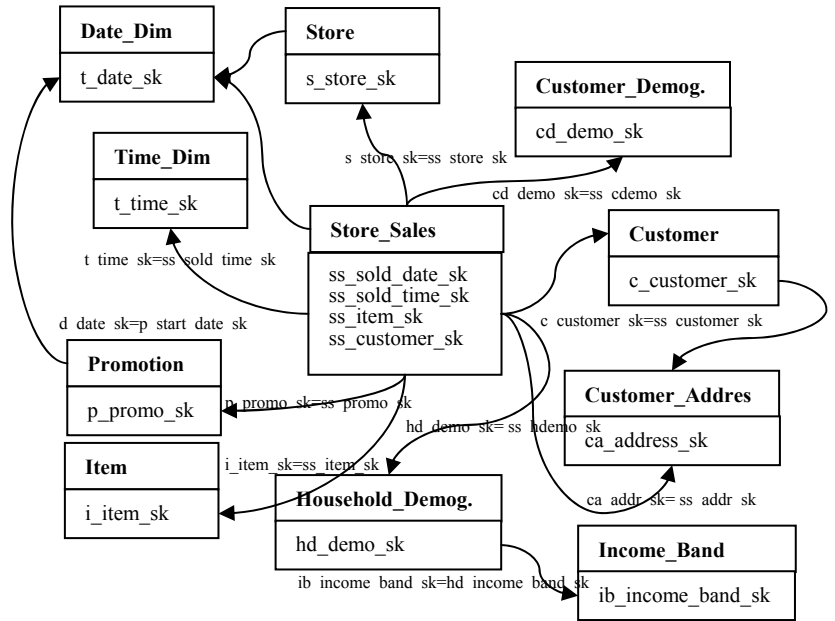 Date_Dim
t_date_sk
Store
s_store_sk
Customer_Demog.
cd_demo_sk
Time_Dim
t_time_sk
s store sk=ss store sk
cd demo sk=ss cdemo sk
Store_Sales
ss_sold_date_sk
ss_sold_time_sk
ss_item_sk
ss_customer_sk
Customer
c_customer_sk
t time sk=ss sold time sk
c customer sk=ss customer sk
d date sk=p start date sk
Promotion
p_promo_sk
p promo sk=ss promo sk
Customer_Addres
ca_address_sk
hd demo sk= ss hdemo sk
Item
i_item_sk
i_item_sk=ss_item_sk
Household_Demog.
hd_demo_sk
ca addr sk= ss addr sk
Income_Band
ib_income_band_sk
ib income band sk=hd income band sk